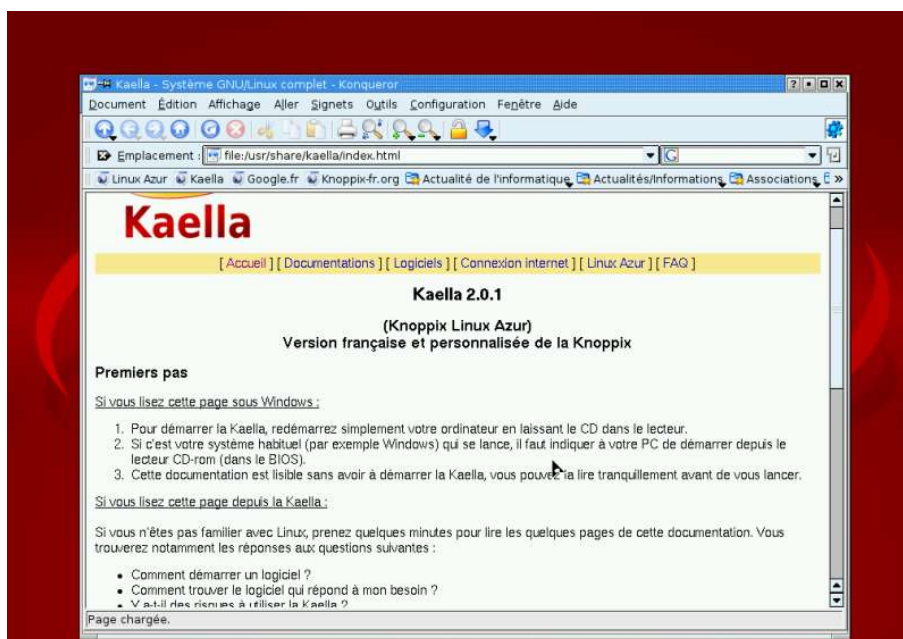 Kaella - Système GNU/Linux complet - Konqueror
Document Édition Affichage Aller Signets Outils Configuration Fenêtre Aide
Emplacement : file:/usr/share/kaella/index.html
Linux Azur Kaella Google.fr Knoppix-fr.org Actualité de l'informatique Actualités/Informations Associations
Kaella
[ Accueil ] [ Documentations ] [ Logiciels ] [ Connexion internet ] [ Linux Azur ] [ FAQ ]
Kaella 2.0.1
(Knoppix Linux Azur)
Version française et personnalisée de la Knoppix
Premiers pas
Si vous lisez cette page sous Windows :
1. Pour démarrer la Kaella, redémarrez simplement votre ordinateur en laissant le CD dans le lecteur.
2. Si c'est votre système habituel (par exemple Windows) qui se lance, il faut indiquer à votre PC de démarrer depuis le
lecteur CD-rom (dans le BIOS).
3. Cette documentation est lisible sans avoir à démarrer la Kaella, vous pouvez la lire tranquillement avant de vous lancer.
Si vous lisez cette page depuis la Kaella :
Si vous n'êtes pas familier avec Linux, prenez quelques minutes pour lire les quelques pages de cette documentation. Vous
trouverez notamment les réponses aux questions suivantes :
• Comment démarrer un logiciel ?
• Comment trouver le logiciel qui répond à mon besoin ?
• Y a-t-il des risques à utiliser la Kaella ?
Page chargée.